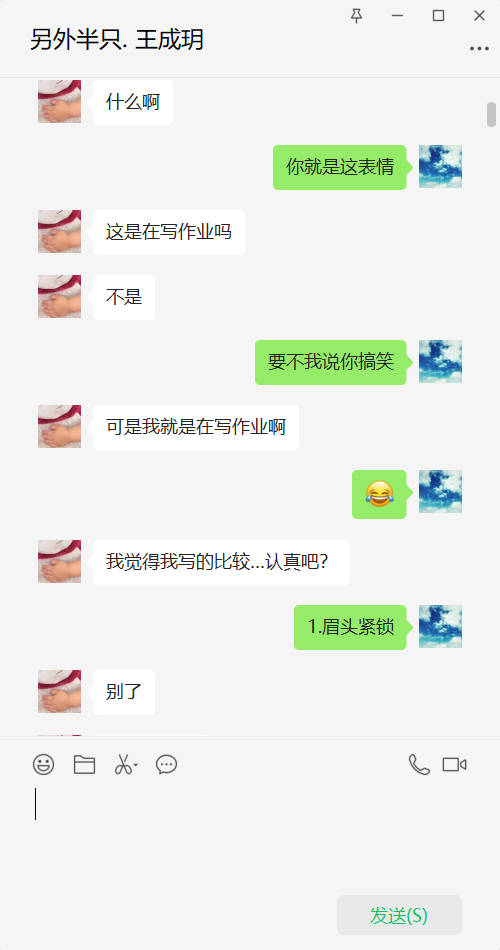 另外半只. 王成玥
什么啊
你就是这表情
这是在写作业吗
不是
要不我说你搞笑
可是我就是在写作业啊
我觉得我写的比较...认真吧?
1.眉头紧锁
别了
发送(S)